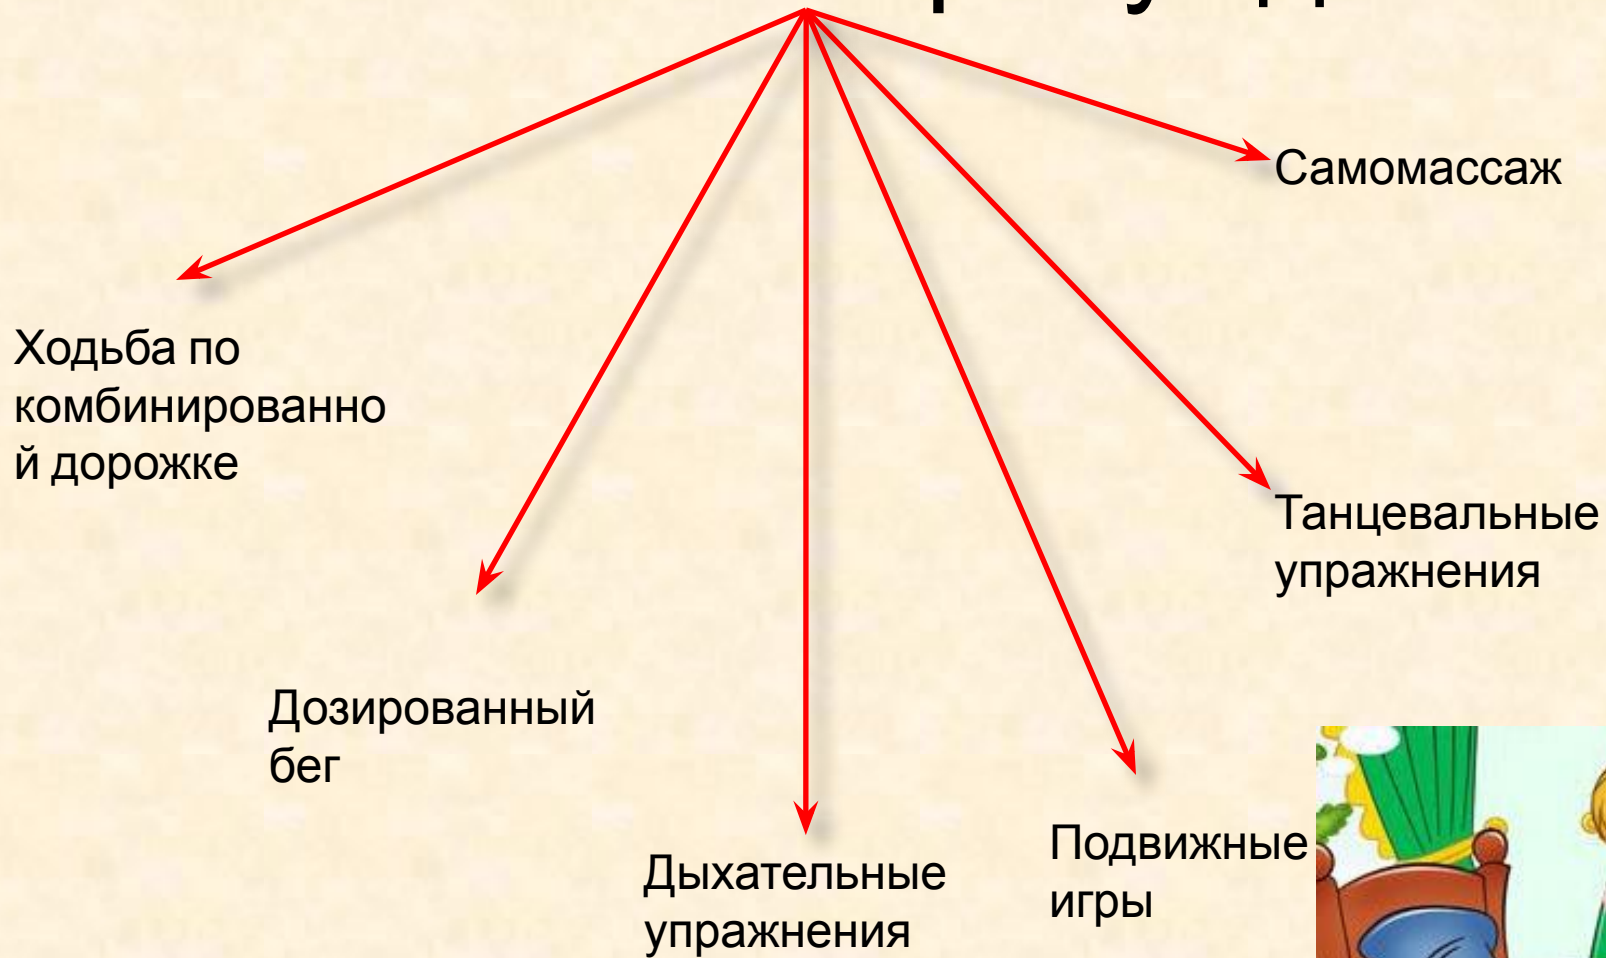 Самомассаж
Ходьба по
комбинированно
й дорожке
Танцевальные
упражнения
Дозированный
бег
Подвижные
игры
Дыхательные
упражнения